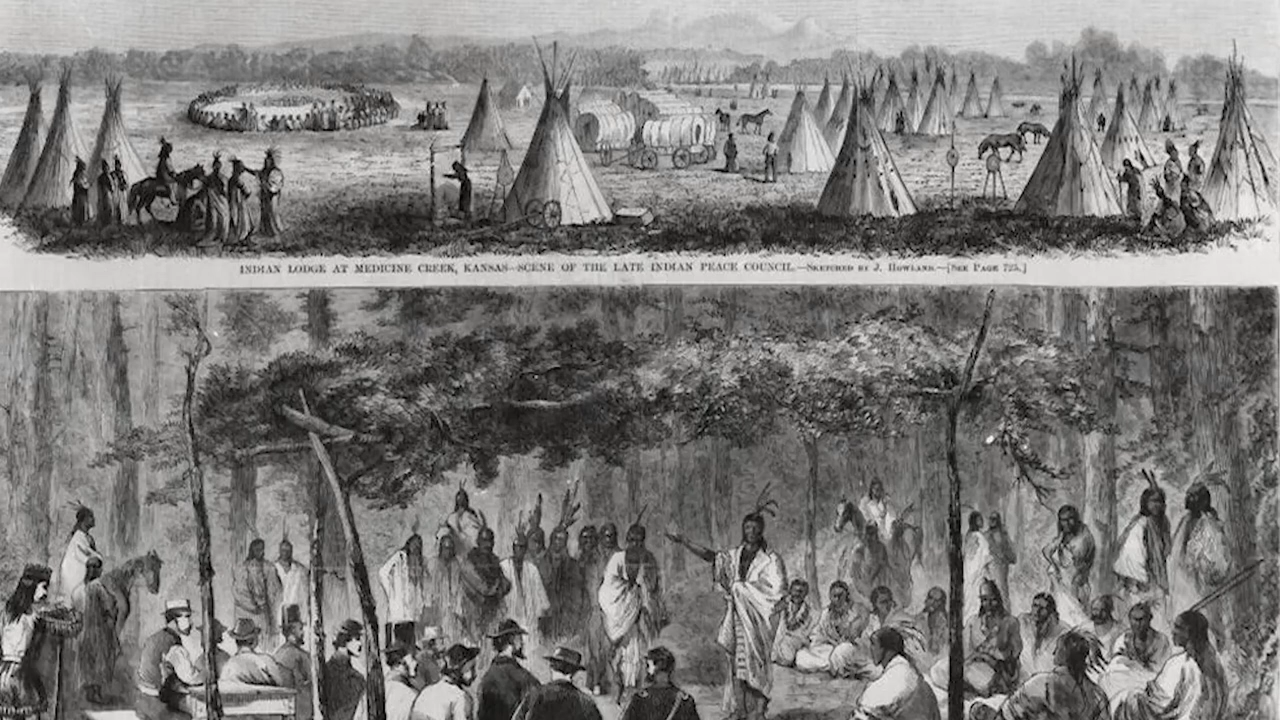 INDIAN LODGE AT MEDICINE CREEK, KANSAS—SCENE OF THE LATE INDIAN PEACE COUNCIL.—Sketched by J. Howland.—[See Page 725.]